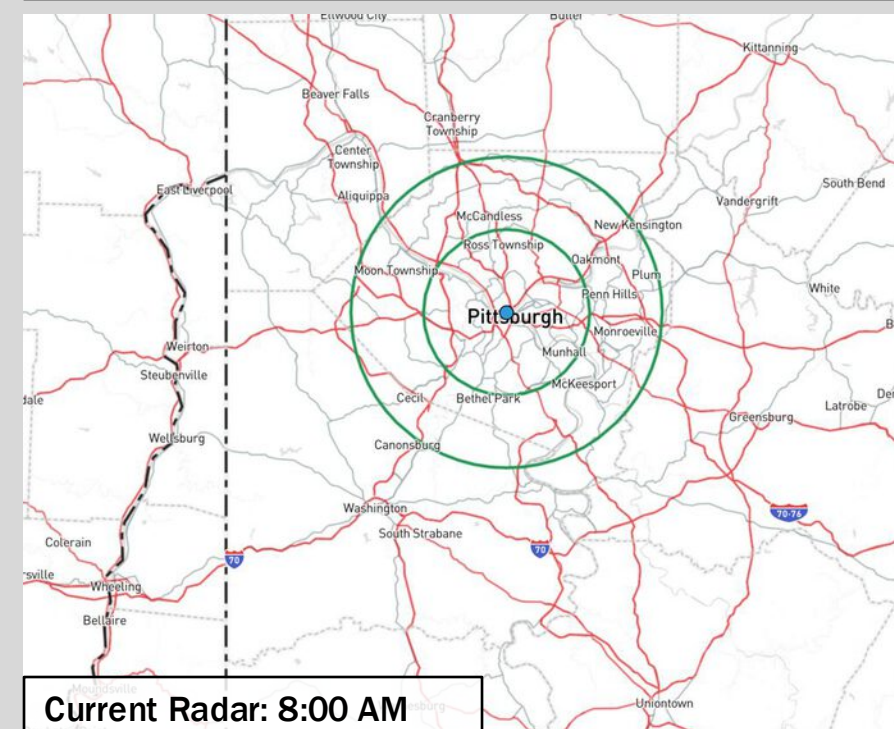 Ellwood City
Butler
Kittanning
Beaver Falls
Cranberry
Township
Center
Township
East Liverpool
Aliquippa
South Bend
Vandergrift
McCandless
New Kensington
Ross Township
Oakmont
Moon Township
Plum
White
Penn Hills
Pittsburgh
Monroeville
Weirton
Munhall
Steubenville
McKeesport
Cecil
Bethel Park
dale
Latrobe
Greensburg
Wellsburg
Canonsburg
Washington
70-76
South Strabane
Colerain
70
70
rsville
Wheeling
Bellaire
Moundsville
Uniontown
Current Radar: 8:00 AM